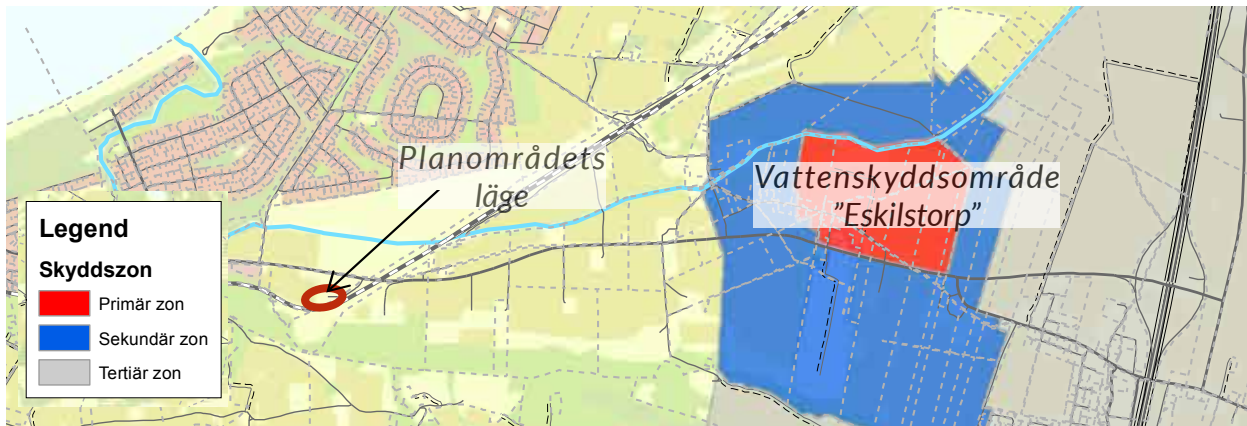 Planområdets
läge
Vattenskyddsområde
”Eskilstorp”
Legend
Skyddszon
Primär zon
Sekundär zon
Tertiär zon